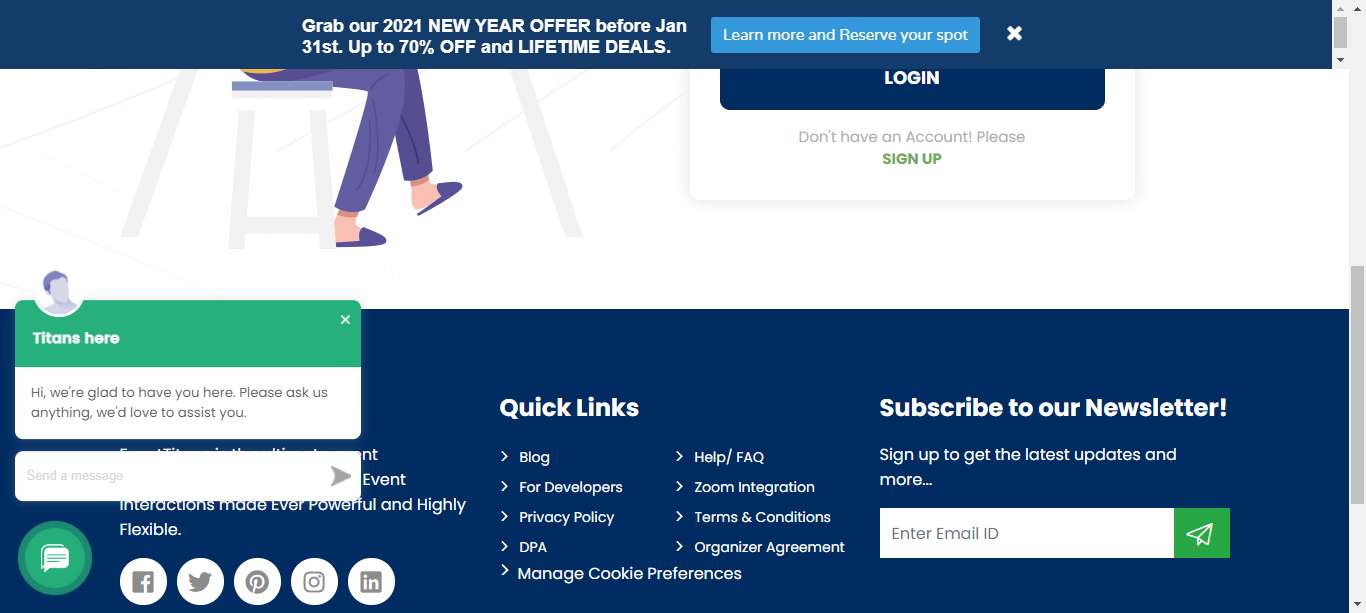 Grab our 2021 NEW YEAR OFFER before Jan
31st. Up to 70% OFF and LIFETIME DEALS.
Learn more and Reserve your spot
LOGIN
Don't have an Account! Please
SIGN UP
Titans here
Hi, we're glad to have you here. Please ask us
anything, we'd love to assist you.
Send a message
Event
Interactions made Ever Powerful and Highly
Flexible.
Quick Links
Blog
For Developers
Privacy Policy
DPA
Manage Cookie Preferences
Help/ FAQ
Zoom Integration
Terms & Conditions
Organizer Agreement
Subscribe to our Newsletter!
Sign up to get the latest updates and
more...
Enter Email ID